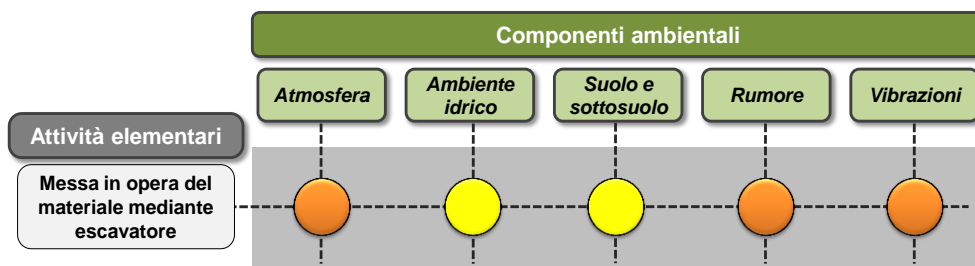 Componenti ambientali
Atmosfera
Ambiente
idrico
Suolo e
sottosuolo
Rumore
Vibrazioni
Attività elementari
Messa in opera del
materiale mediante
escavatore